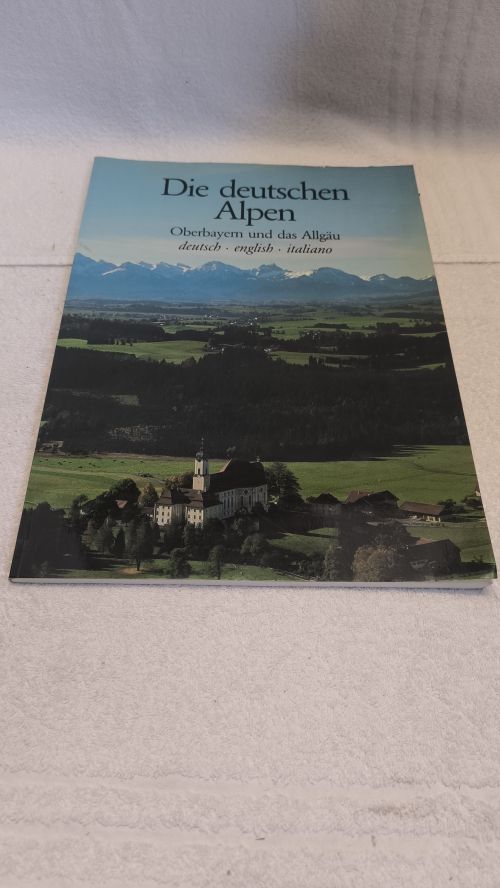 Die deutschen
Alpen
Oberbayern und das Allgäu
deutsch · english · italiano